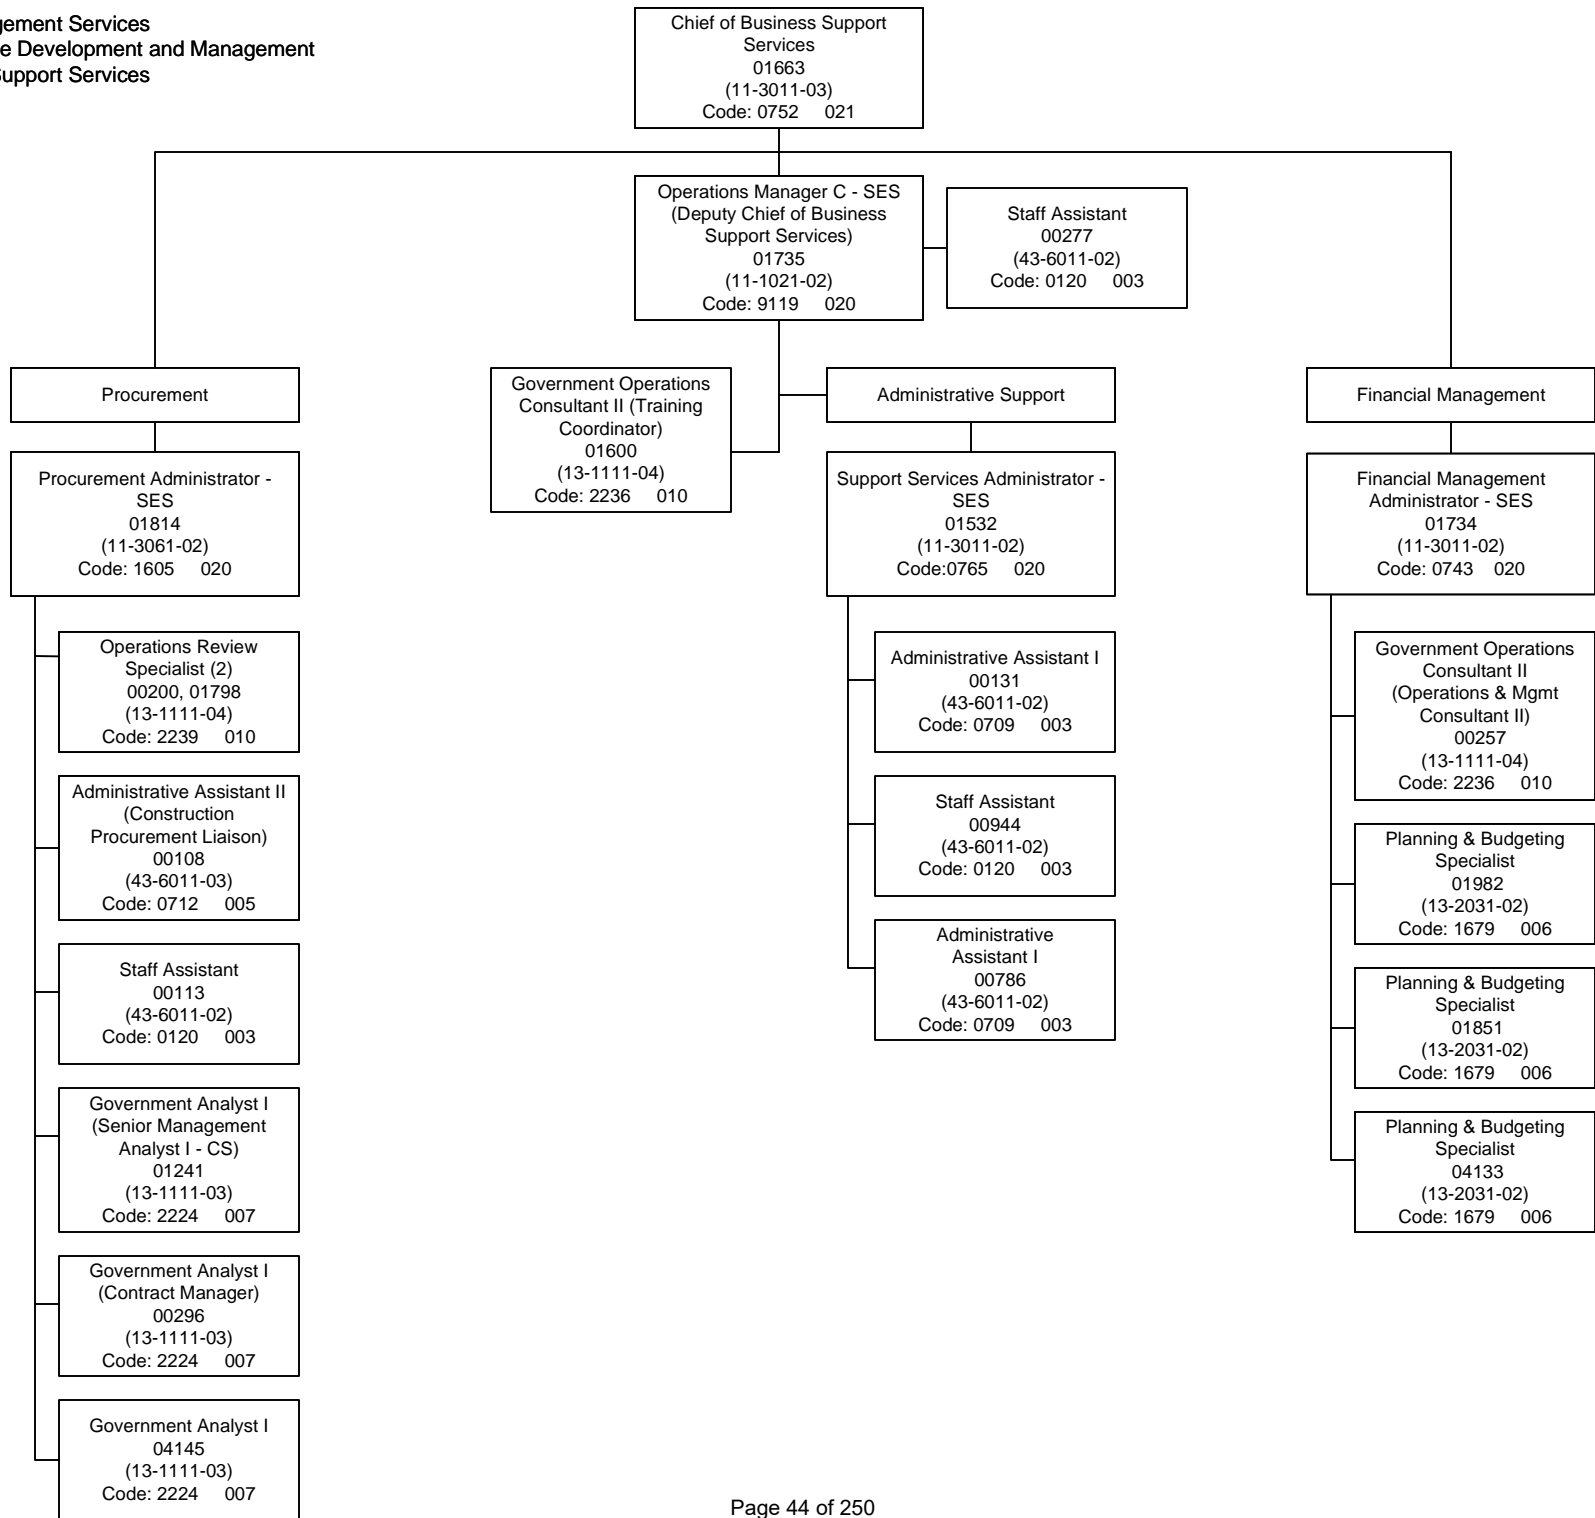 gement Services
e Development and Management
upport Services
Chief of Business Support
Services
01663
(11-3011-03)
Code: 0752 021
Operations Manager C - SES
(Deputy Chief of Business
Support Services)
01735
(11-1021-02)
Code: 9119 020
Staff Assistant
00277
(43-6011-02)
Code: 0120 003
Procurement
Procurement Administrator -
SES
01814
(11-3061-02)
Code: 1605 020
Operations Review
Specialist (2)
00200, 01798
(13-1111-04)
Code: 2239 010
Administrative Assistant II
(Construction
Procurement Liaison)
00108
(43-6011-03)
Code: 0712 005
Staff Assistant
00113
(43-6011-02)
Code: 0120 003
Government Analyst I
(Senior Management
Analyst I - CS)
01241
(13-1111-03)
Code: 2224 007
Government Analyst I
(Contract Manager)
00296
(13-1111-03)
Code: 2224 007
Government Analyst I
04145
(13-1111-03)
Code: 2224 007
Government Operations
Consultant II (Training
Coordinator)
01600
(13-1111-04)
Code: 2236 010
Administrative Support
Support Services Administrator -
SES
01532
(11-3011-02)
Code:0765 020
Administrative Assistant I
00131
(43-6011-02)
Code: 0709 003
Staff Assistant
00944
(43-6011-02)
Code: 0120 003
Administrative
Assistant I
00786
(43-6011-02)
Code: 0709 003
Financial Management
Financial Management
Administrator - SES
01734
(11-3011-02)
Code: 0743 020
Government Operations
Consultant II
(Operations & Mgmt
Consultant II)
00257
(13-1111-04)
Code: 2236 010
Planning & Budgeting
Specialist
01982
(13-2031-02)
Code: 1679 006
Planning & Budgeting
Specialist
01851
(13-2031-02)
Code: 1679 006
Planning & Budgeting
Specialist
04133
(13-2031-02)
Code: 1679 006
Page 44 of 250